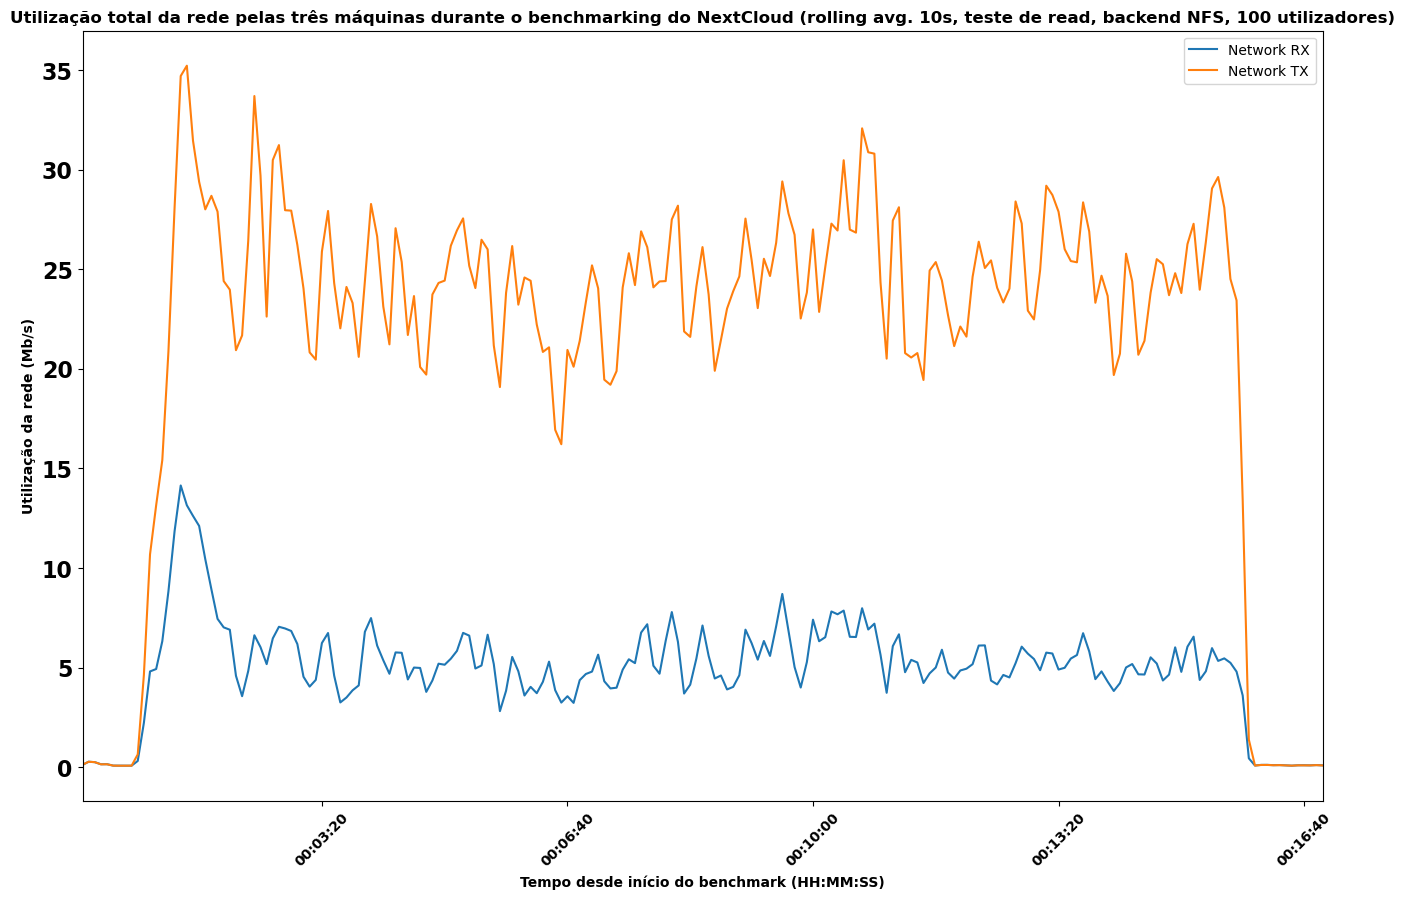 Utilização total da rede pelas três máquinas durante o benchmarking do NextCloud (rolling avg. 10s, teste de read, backend NFS, 100 utilizadores)
Network RX
Network TX
35
30
25
20
15
10
5
0
Utilização da rede (Mb/s)
00:03:20
00:06:40
00:10:00
00:13:20
00:16:40
Tempo desde início do benchmark (HH:MM:SS)